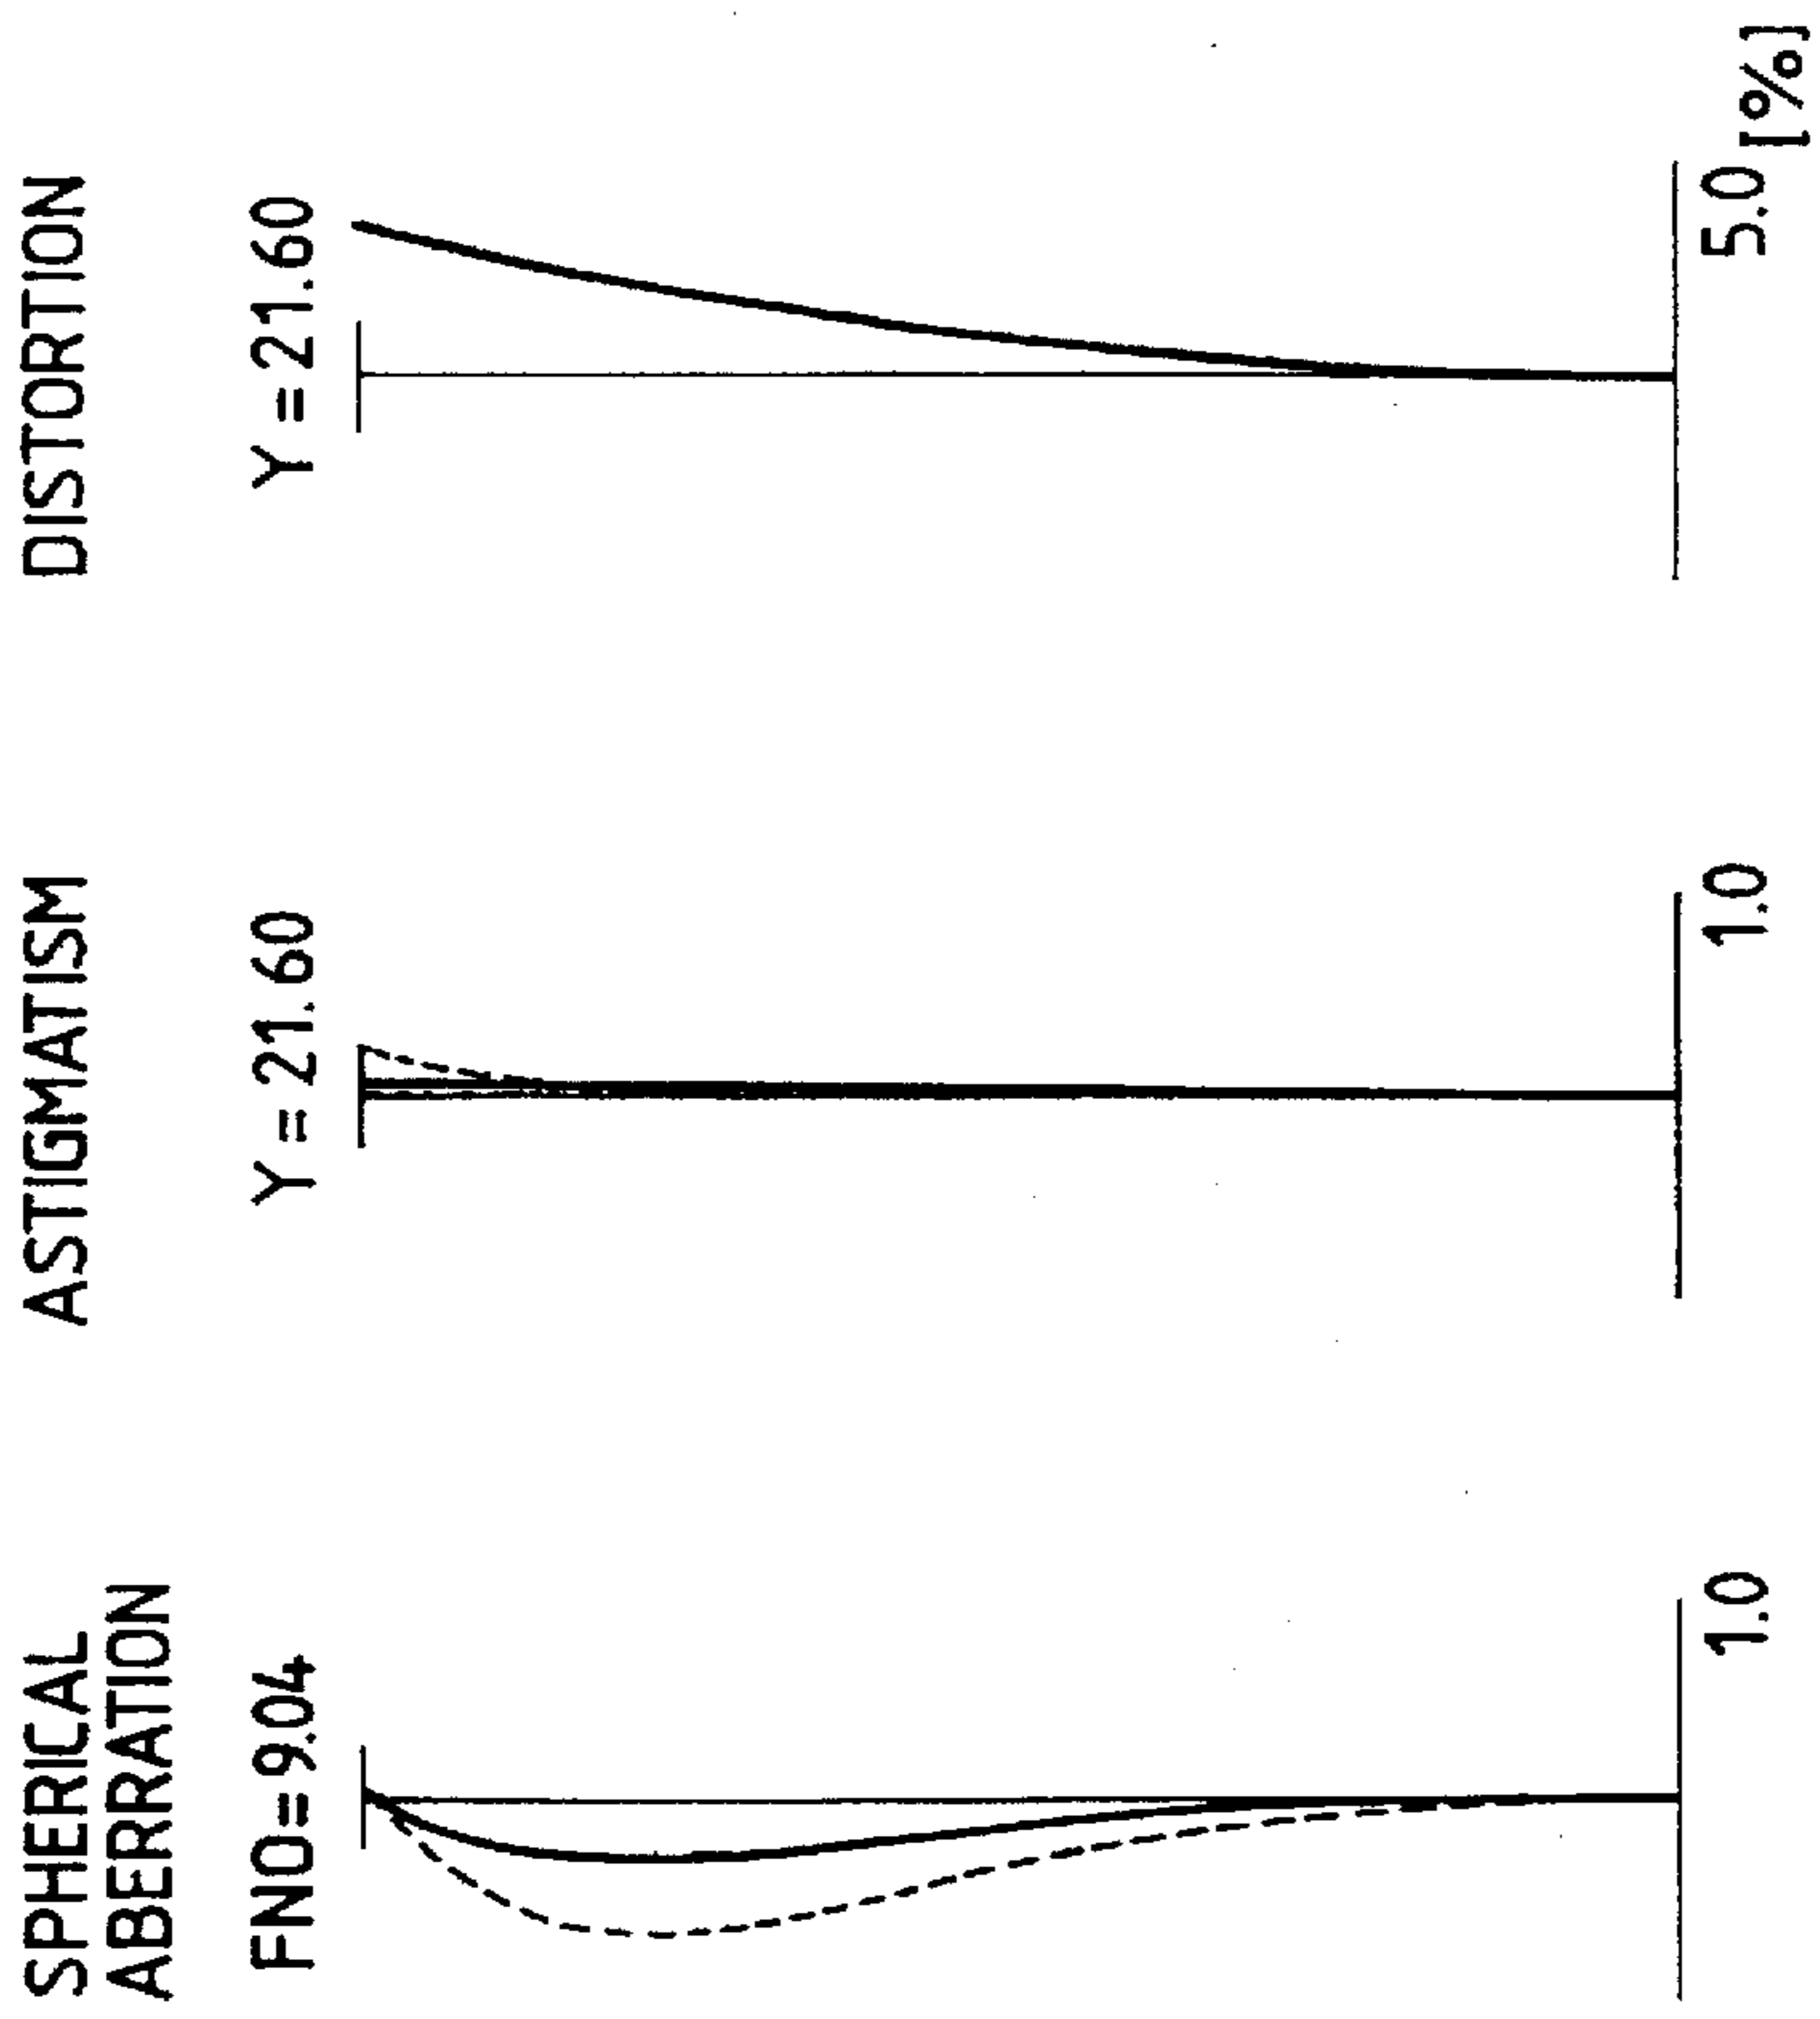 SPHERICAL
ABERRATION
FNO=9.04
1.0
ASTIGMATISM
Y = 21.60
1.0
DISTORTION
Y = 21.60
5.0
[%]